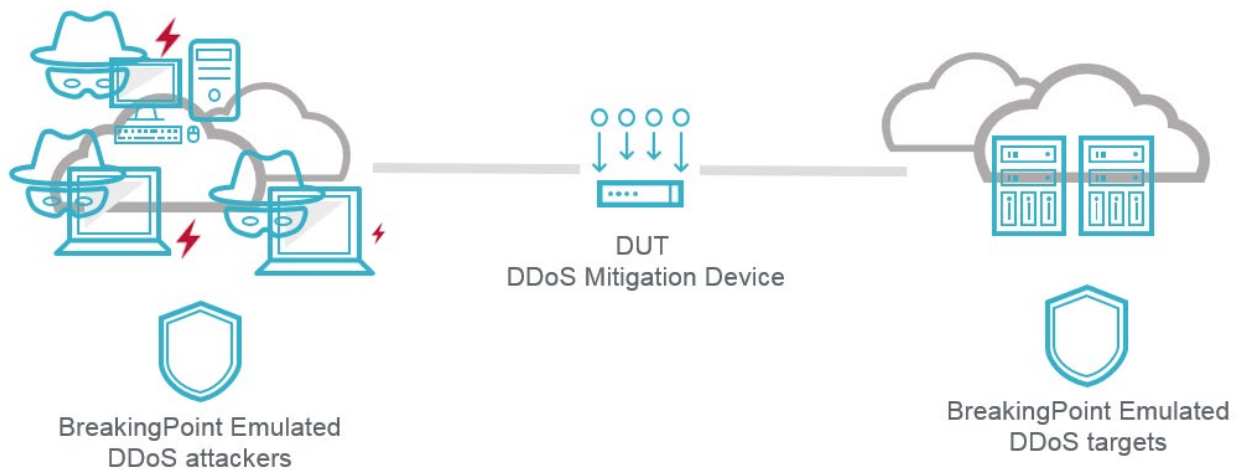 DUT
DDoS Mitigation Device
BreakingPoint Emulated
DDoS attackers
BreakingPoint Emulated
DDoS targets